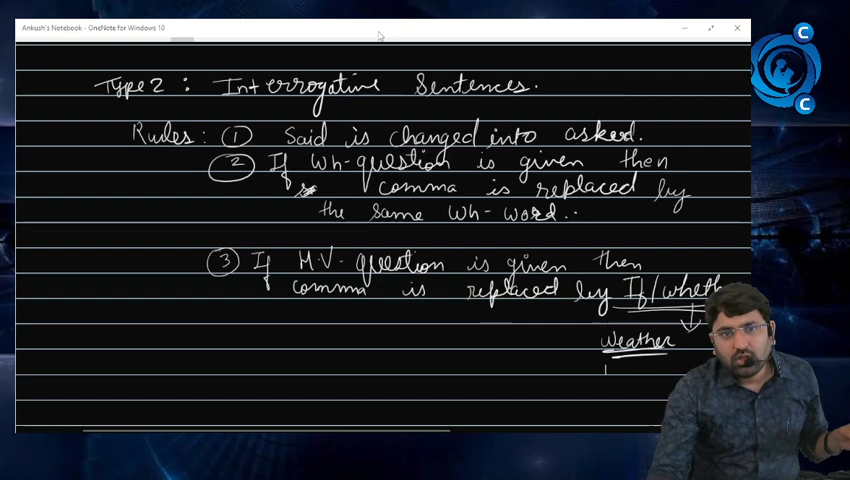 Ankush's Notebook - OneNote for Windows 10
Type 2 : Interrogative Sentences.
Rules : ① Said is changed into asked.
② If Wh-question is given then
comma is replaced by
the same Wh-word..
③ If H.V-question is given then
comma is replaced by If/wheth
Weather
C
C